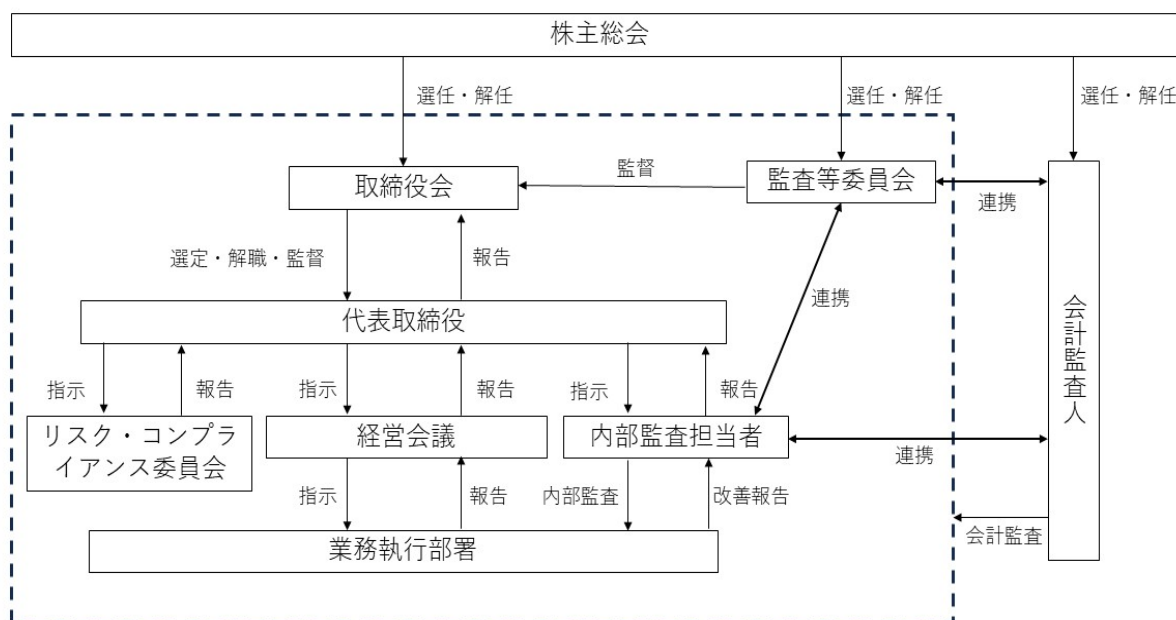 株主総会
選任・解任
選任・解任
選任・解任
取締役会
監督
監査等委員会
連携
選定・解職・監督
報告
連携
代表取締役
会計監査人
指示
報告
指示
報告
指示
報告
リスク・コンプラ
イアンス委員会
経営会議
内部監査担当者
連携
指示
報告
内部監査
改善報告
会計監査
業務執行部署